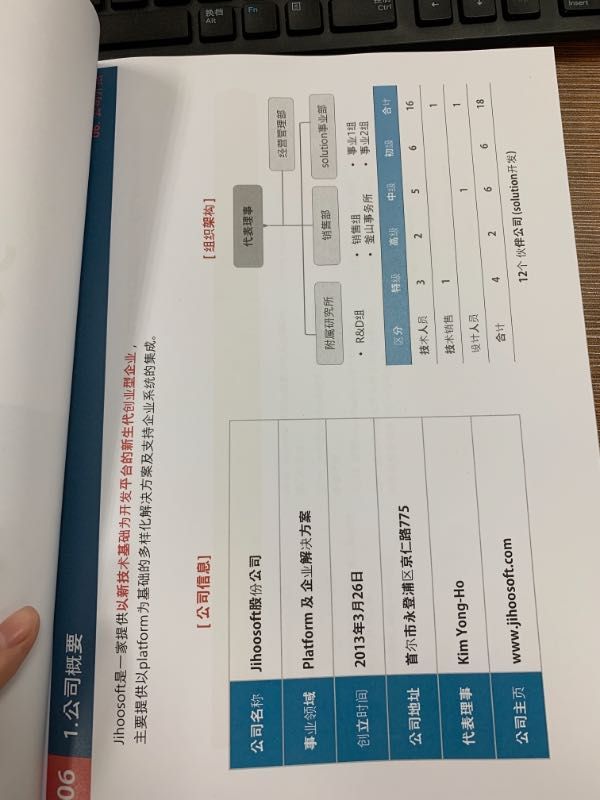 06 1.公司概要
Jihoosoft是一家提供以新技术基础为开发平台的新生代创业型企业，
主要提供以platform为基础的多样化解决方案及支持企业系统的集成。
[ 公司信息]
公司名称 Jihoosoft股份公司
事业领域 Platform 及 企业解决方案
创立时间 2013年3月26日
公司地址 首尔市永登浦区京仁路775
代表理事 Kim Yong-Ho
公司主页 www.jihoosoft.com
[ 组织架构]
代表理事
经营管理部
附属研究所 销售部 solution事业部
• R&D组 • 销售组 • 事业1组
• 釜山事务所 • 事业2组
区分 特级 高级 中级 初级 合计
技术人员 3 2 5 6 16
技术销售 1 1
设计人员 1 1
合计 4 2 6 6 18
12个 伙伴公司 (solution开发)
换档
Alt
Fn
Ctrl
Insert